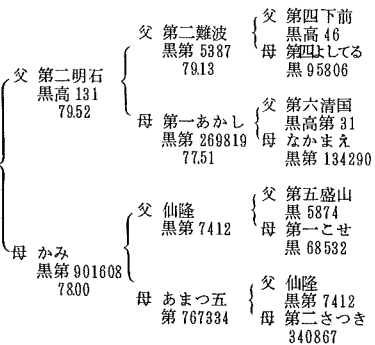 父 第二明石
黒高 131
79.52
母 かみ
黒第 901608
78.00
父 第二難波
黒第 5387
79.13
母 第一あかし
黒第 269819
77.51
父 仙隆
黒第 7412
母 あまつ五
第 767334
父 第四下前
黒高 46
母 第四よしてる
黒 95806
父 第六清国
黒高第 31
母 なかまえ
黒第 134290
父 第五盛山
黒 5874
母 第一こせ
黒 68532
父 仙隆
黒第 7412
母 第二さつき
340867